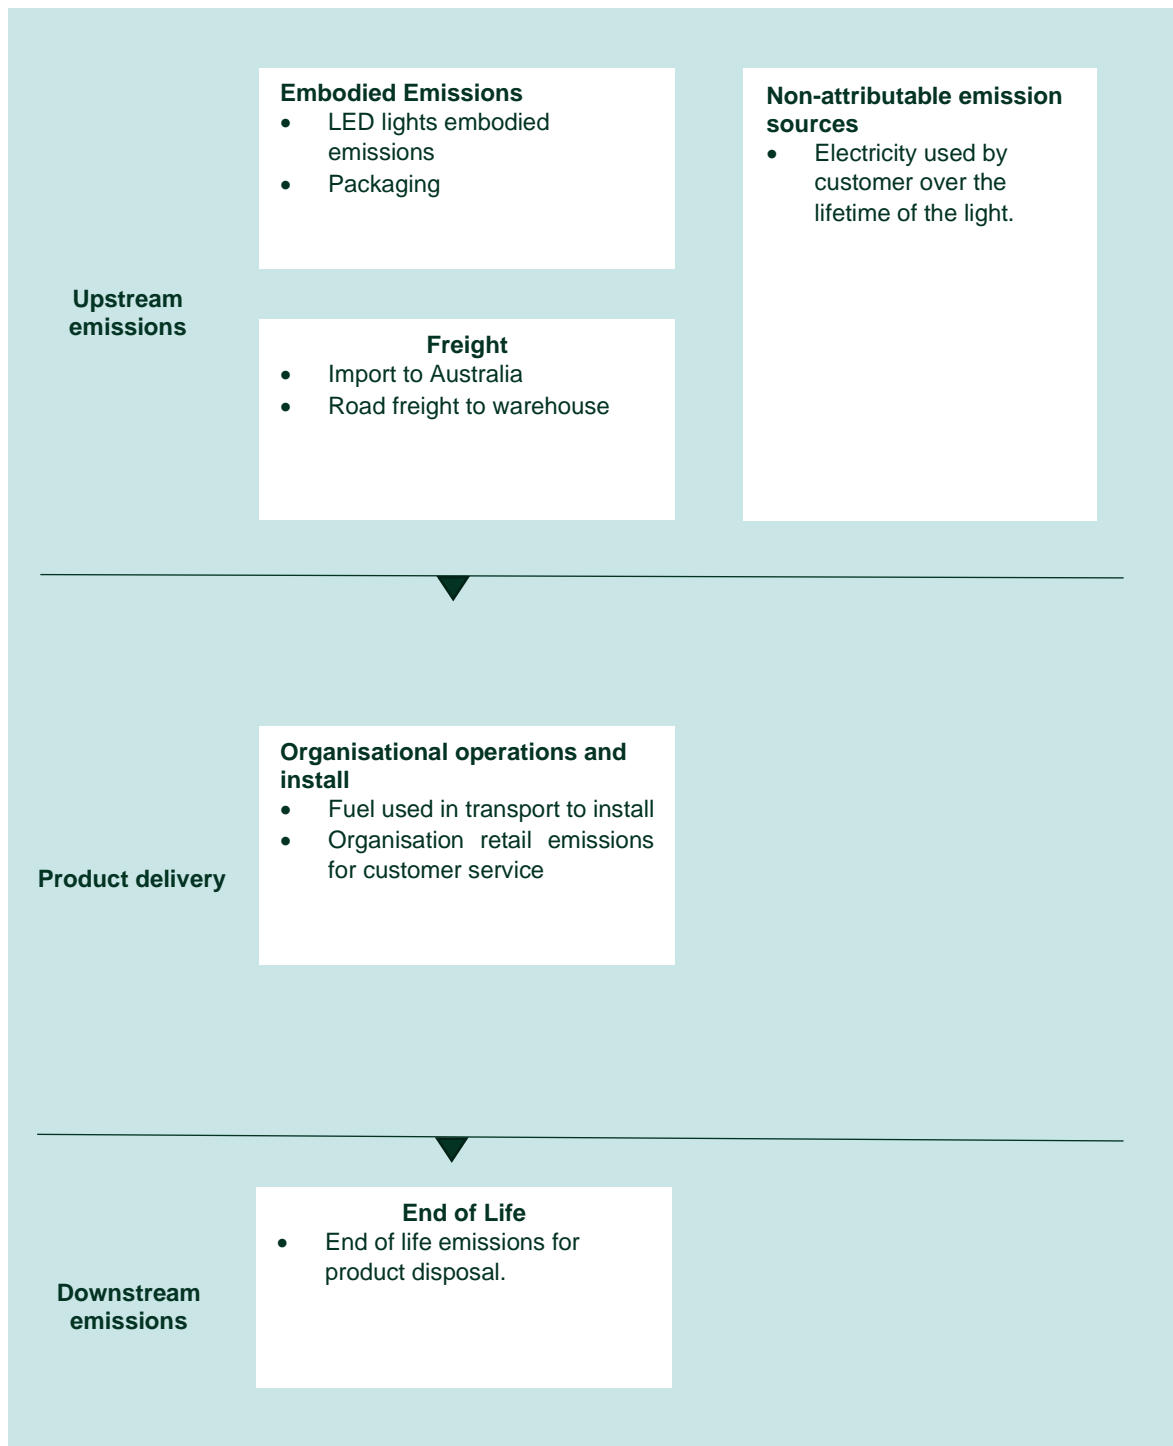 Embodied Emissions
• LED lights embodied
emissions
• Packaging
Non-attributable emission
sources
• Electricity used by
customer over the
lifetime of the light.
Upstream
emissions
Freight
• Import to Australia
• Road freight to warehouse
Organisational operations and
install
• Fuel used in transport to install
• Organisation retail emissions
for customer service
Product delivery
End of Life
• End of life emissions for
product disposal.
Downstream
emissions